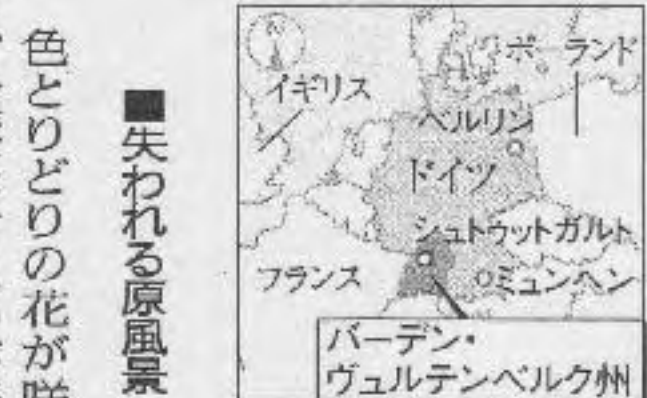 ポーランド
イギリス
ベルリン
ドイツ
シュトゥットガルト
フランス
ミュンヘン
バーデン・
ヴュルテンベルク州
■失われる原風景
色とりどりの花が咲